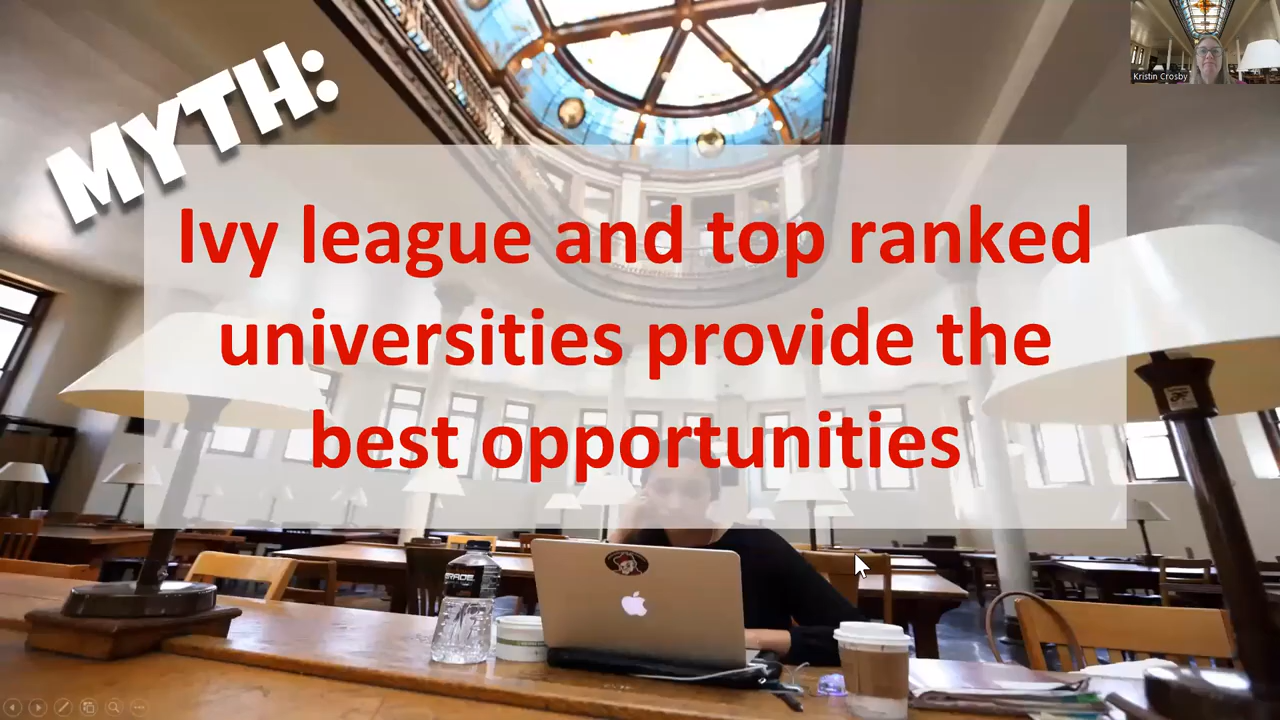 MYTH:
Ivy league and top ranked
universities provide the
best opportunities
Kristin Crosby